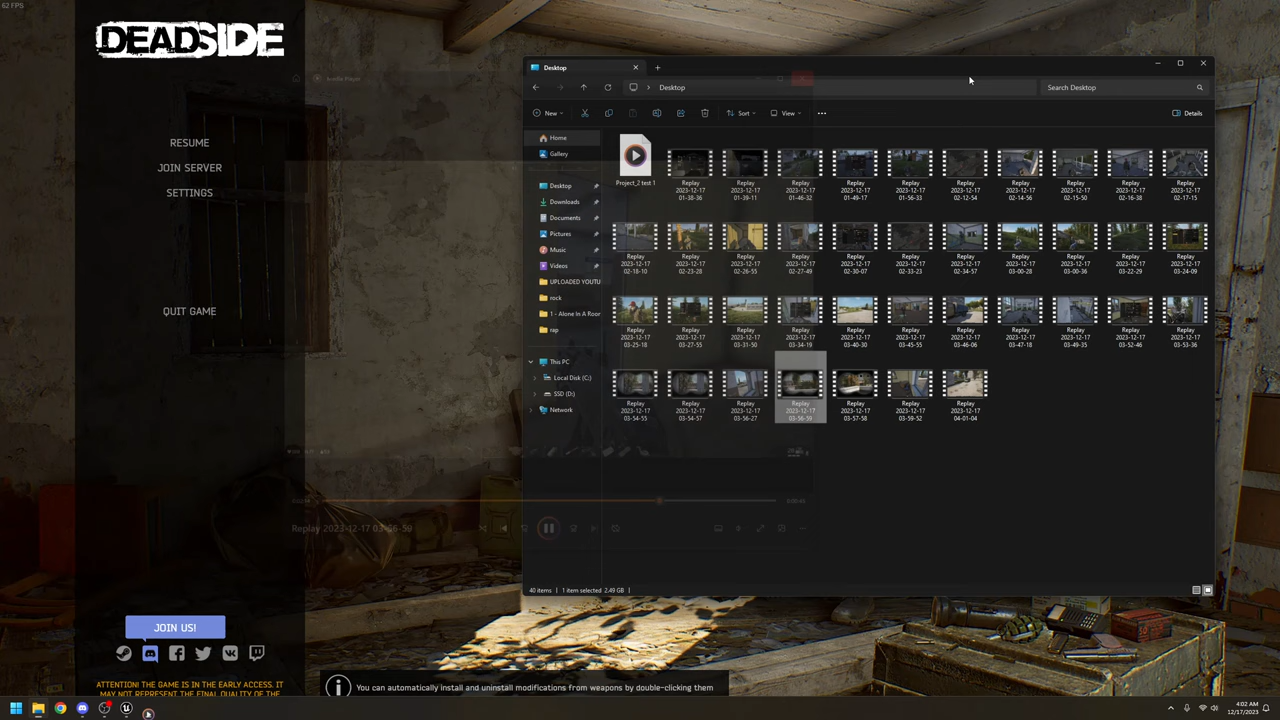 62 FPS
DEADSIDE
RESUME
JOIN SERVER
SETTINGS
QUIT GAME
JOIN US!
ATTENTION! THE GAME IS IN THE EARLY ACCESS. IT
MAY NOT REPRESENT THE FINAL QUALITY OF THE
Media Player
Replay 2023-12-17 03-56-59
Desktop
Desktop
Search Desktop
New
Sort
View
Details
Home
Gallery
Desktop
Downloads
Documents
Pictures
Music
Videos
UPLOADED YOUTU
rock
1 - Alone In A Roor
rap
This PC
Local Disk (C:)
SSD (D:)
Network
Project_2 test 1
Replay
2023-12-17
01-38-36
Replay
2023-12-17
01-39-11
Replay
2023-12-17
01-46-32
Replay
2023-12-17
01-49-17
Replay
2023-12-17
01-56-33
Replay
2023-12-17
02-12-54
Replay
2023-12-17
02-14-56
Replay
2023-12-17
02-15-50
Replay
2023-12-17
02-16-38
Replay
2023-12-17
02-17-15
Replay
2023-12-17
02-18-10
Replay
2023-12-17
02-23-28
Replay
2023-12-17
02-26-55
Replay
2023-12-17
02-27-49
Replay
2023-12-17
02-30-07
Replay
2023-12-17
02-33-23
Replay
2023-12-17
02-34-57
Replay
2023-12-17
03-00-28
Replay
2023-12-17
03-00-36
Replay
2023-12-17
03-22-29
Replay
2023-12-17
03-24-09
Replay
2023-12-17
03-25-18
Replay
2023-12-17
03-27-55
Replay
2023-12-17
03-31-50
Replay
2023-12-17
03-34-19
Replay
2023-12-17
03-40-30
Replay
2023-12-17
03-45-55
Replay
2023-12-17
03-46-06
Replay
2023-12-17
03-47-18
Replay
2023-12-17
03-49-35
Replay
2023-12-17
03-52-46
Replay
2023-12-17
03-53-36
Replay
2023-12-17
03-54-55
Replay
2023-12-17
03-54-57
Replay
2023-12-17
03-56-27
Replay
2023-12-17
03-56-59
Replay
2023-12-17
03-57-58
Replay
2023-12-17
03-59-52
Replay
2023-12-17
04-01-04
40 items
1 item selected 2.49 GB
You can automatically install and uninstall modifications from weapons by double-clicking them
4:02 AM
12/17/2023